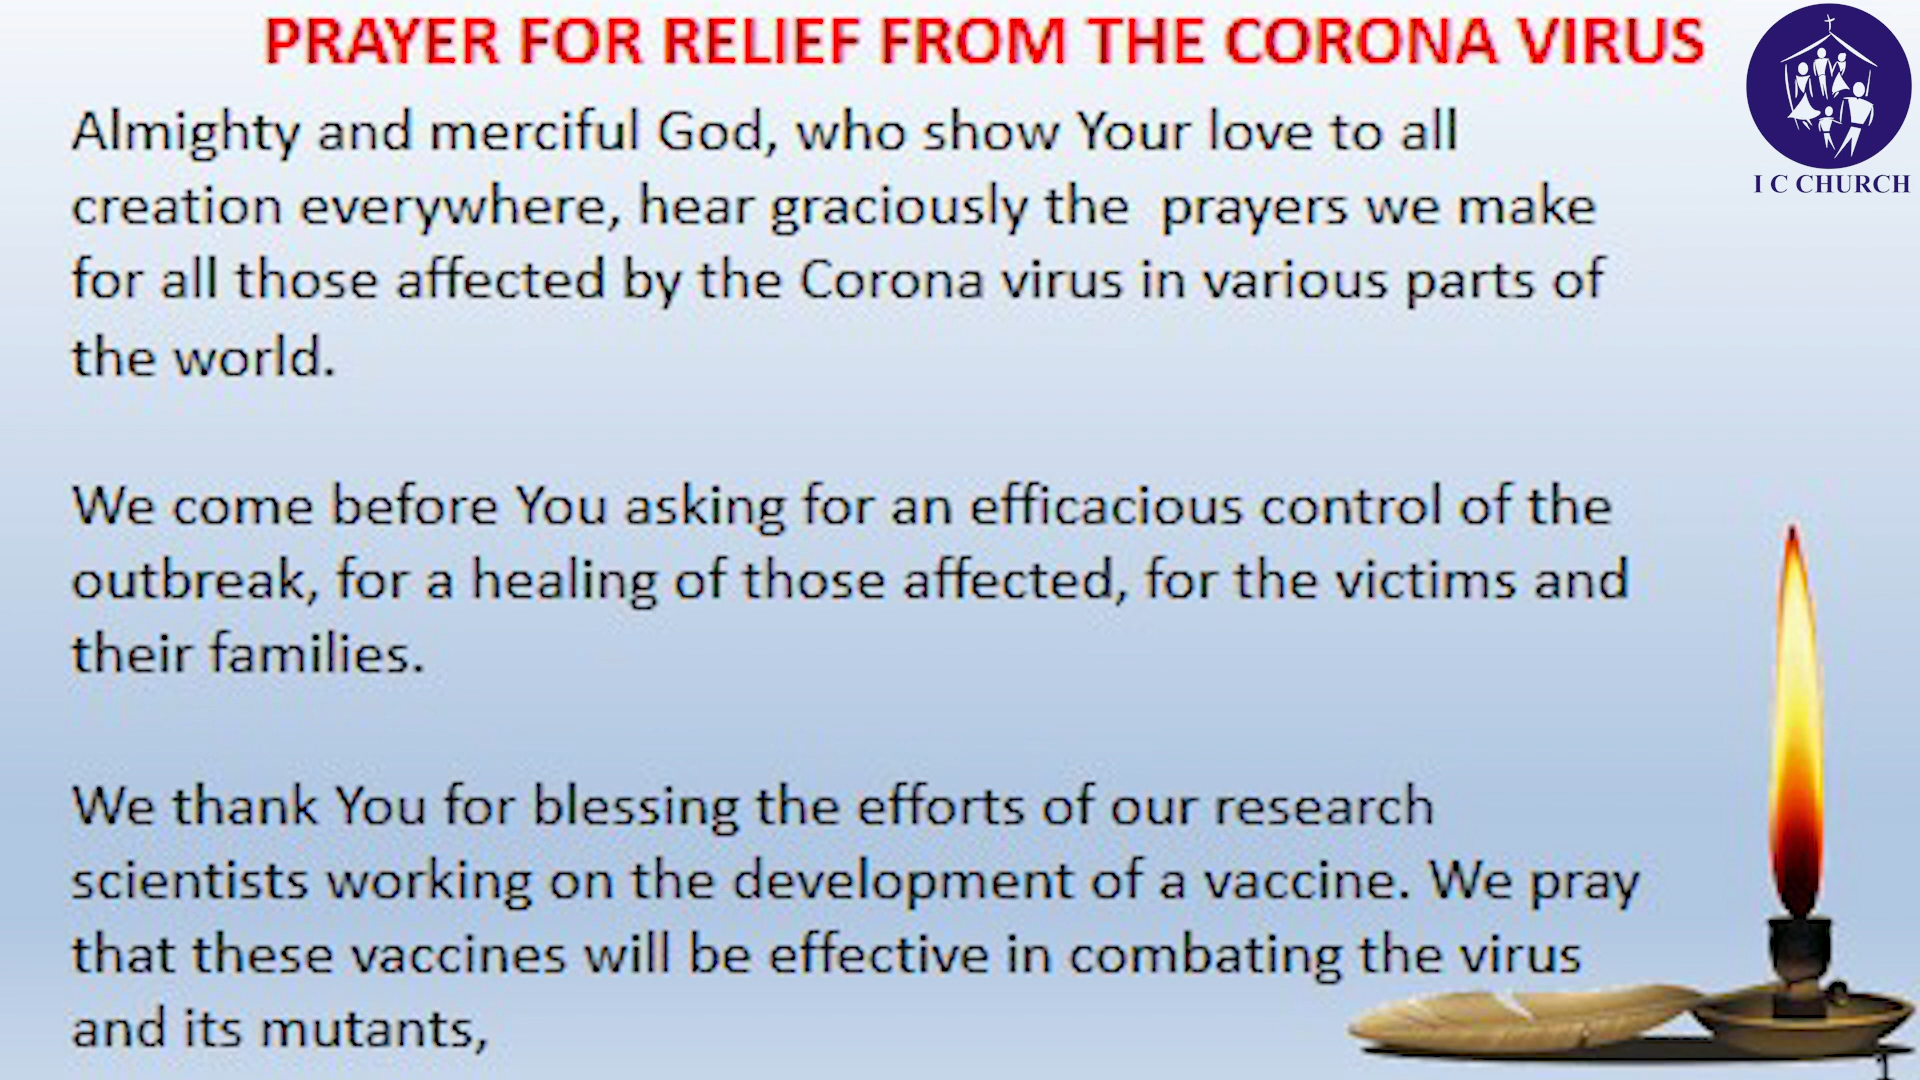 PRAYER FOR RELIEF FROM THE CORONA VIRUS
I C CHURCH
Almighty and merciful God, who show Your love to all
creation everywhere, hear graciously the prayers we make
for all those affected by the Corona virus in various parts of
the world.
We come before You asking for an efficacious control of the
outbreak, for a healing of those affected, for the victims and
their families.
We thank You for blessing the efforts of our research
scientists working on the development of a vaccine. We pray
that these vaccines will be effective in combating the virus
and its mutants,
1